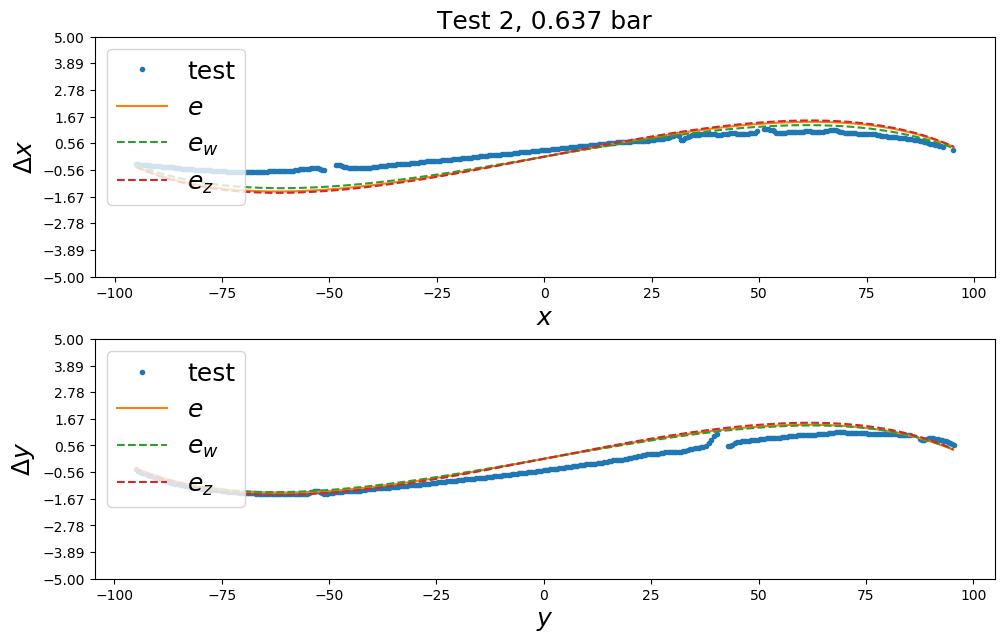 Test 2, 0.637 bar
5.00
3.89
2.78
1.67
0.56
−0.56
−1.67
−2.78
−3.89
−5.00
Δx
test
e
e_w
e_z
−100 −75 −50 −25 0 25 50 75 100
x
5.00
3.89
2.78
1.67
0.56
−0.56
−1.67
−2.78
−3.89
−5.00
Δy
test
e
e_w
e_z
−100 −75 −50 −25 0 25 50 75 100
y